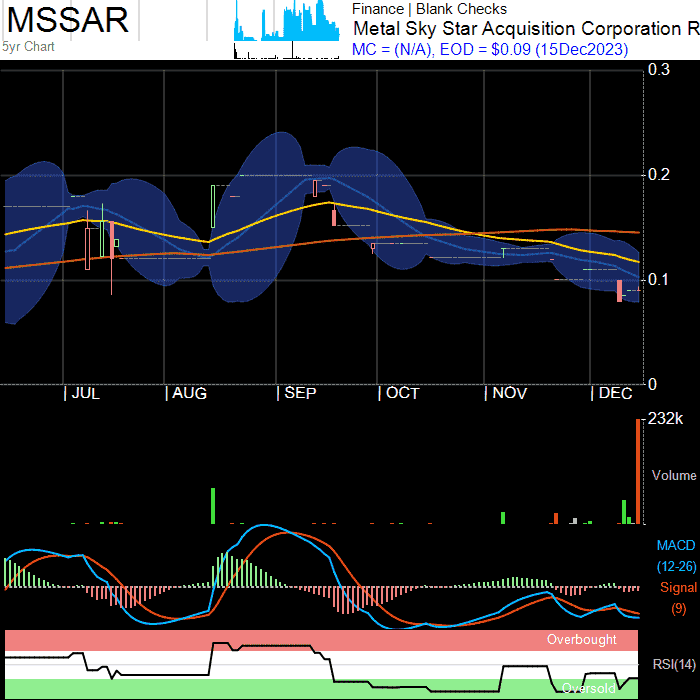 MSSAR
5yr Chart
Finance | Blank Checks
Metal Sky Star Acquisition Corporation R
MC = (N/A), EOD = $0.09 (15Dec2023)
0.3
0.2
0.1
0
| JUL | AUG | SEP | OCT | NOV | DEC
232k
Volume
MACD
(12-26)
Signal
(9)
Overbought
RSI(14)
Oversold